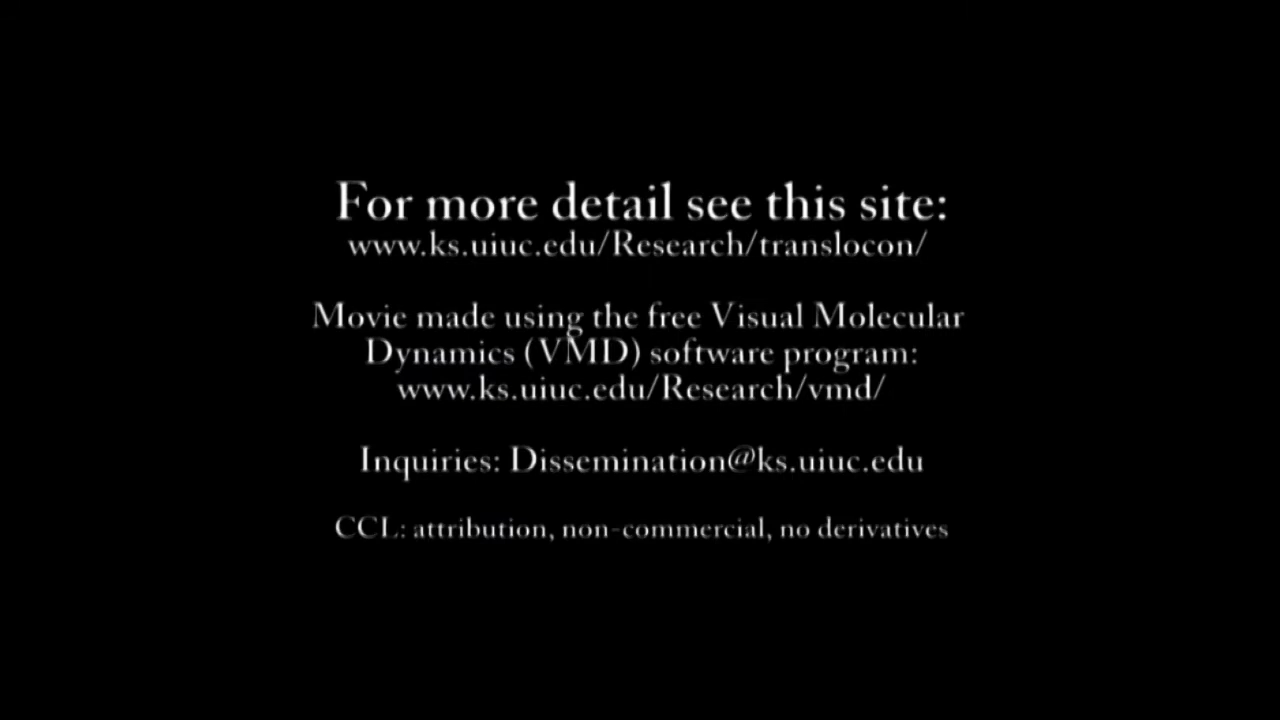 For more detail see this site:
www.ks.uiuc.edu/Research/translocon/
Movie made using the free Visual Molecular
Dynamics (VMD) software program:
www.ks.uiuc.edu/Research/vmd/
Inquiries: Dissemination@ks.uiuc.edu
CCL: attribution, non-commercial, no derivatives